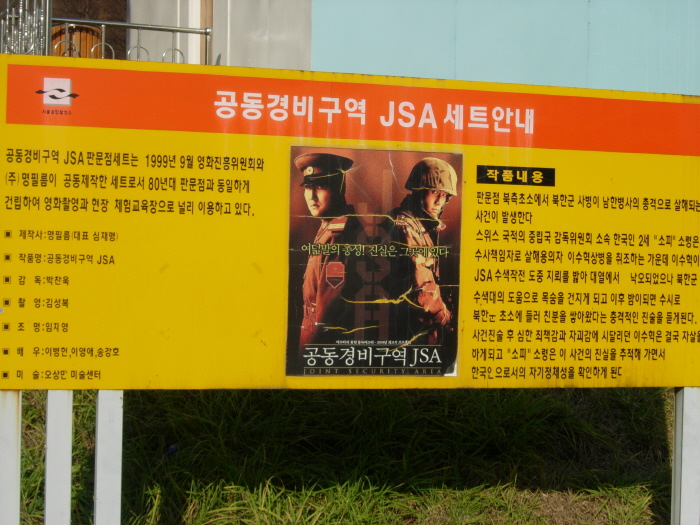 공동경비구역 JSA 세트안내
공동경비구역 JSA 판문점세트는 1999년 9월 영화진흥위원회와
(주)명필름이 공동제작한 세트로서 80년대 판문점과 동일하게
건립하여 영화촬영과 현장 체험교육장으로 널리 이용하고 있다.
■ 제작사:명필름(대표 심재명)
■ 작품명:공동경비구역 JSA
■ 감 독:박찬욱
■ 촬 영:김성복
■ 조 명:임지영
■ 배 우:이병헌,이영애,송강호
■ 미 술:오상만 미술센터
여덟발의 총성! 진실은 그곳에 있다
공동경비구역 JSA
JOINT SECURITY AREA
작품내용
판문점 북측초소에서 북한군 사병이 남한병사의 총격으로 살해되는
사건이 발생한다
스위스 국적의 중립국 감독위원회 소속 한국인 2세 "소피" 소령은
수사책임자로 살해용의자 이수혁상병을 취조하는 가운데 이수혁이
JSA 수색작전 도중 지뢰를 밟아 대열에서 낙오되었으나 북한군
수색대의 도움으로 목숨을 건지게 되고 이후 밤이되면 수시로
북한군 초소에 들러 친분을 쌓아왔다는 충격적인 진술을 듣게된다.
사건진술 후 심한 죄책감과 자괴감에 시달리던 이수혁은 결국 자살을
하게되고 "소피" 소령은 이 사건의 진실을 추적해 가면서
한국인으로서의 자기정체성을 확인하게 된다